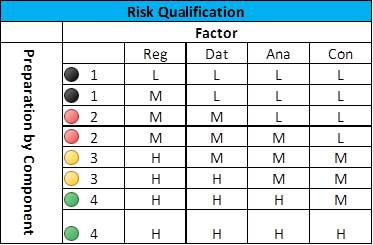 Risk Qualification
Factor
Preparation by Component
Reg Dat Ana Con
1 L L L L
1 M L L L
2 M M L L
2 M M M L
3 H M M M
3 H H M M
4 H H H M
4 H H H H